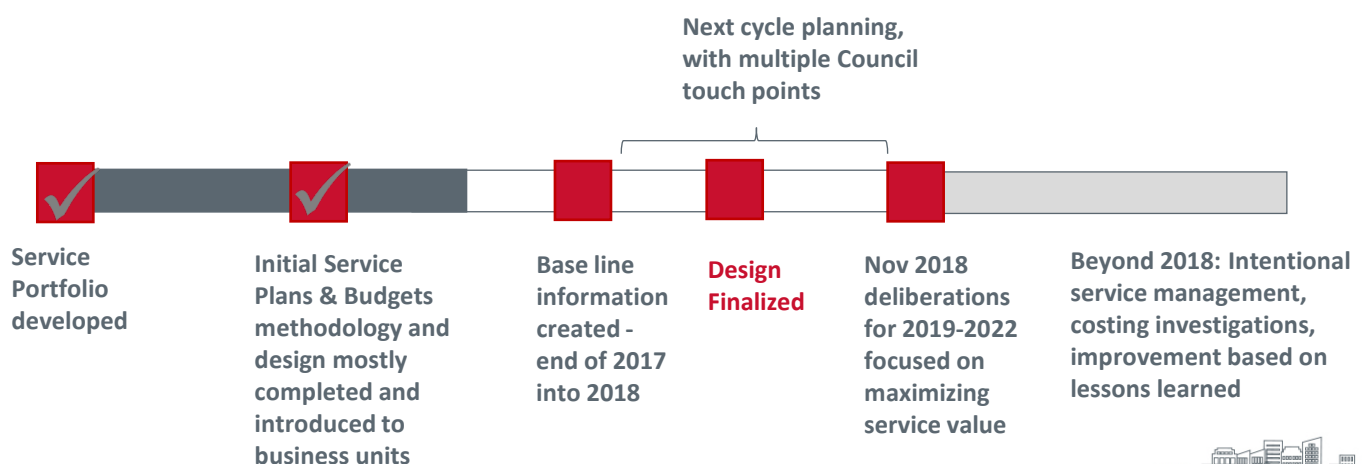 Next cycle planning,
with multiple Council
touch points
Service
Portfolio
developed
Initial Service
Plans & Budgets
methodology and
design mostly
completed and
introduced to
business units
Base line
information
created -
end of 2017
into 2018
Design
Finalized
Nov 2018
deliberations
for 2019-2022
focused on
maximizing
service value
Beyond 2018: Intentional
service management,
costing investigations,
improvement based on
lessons learned